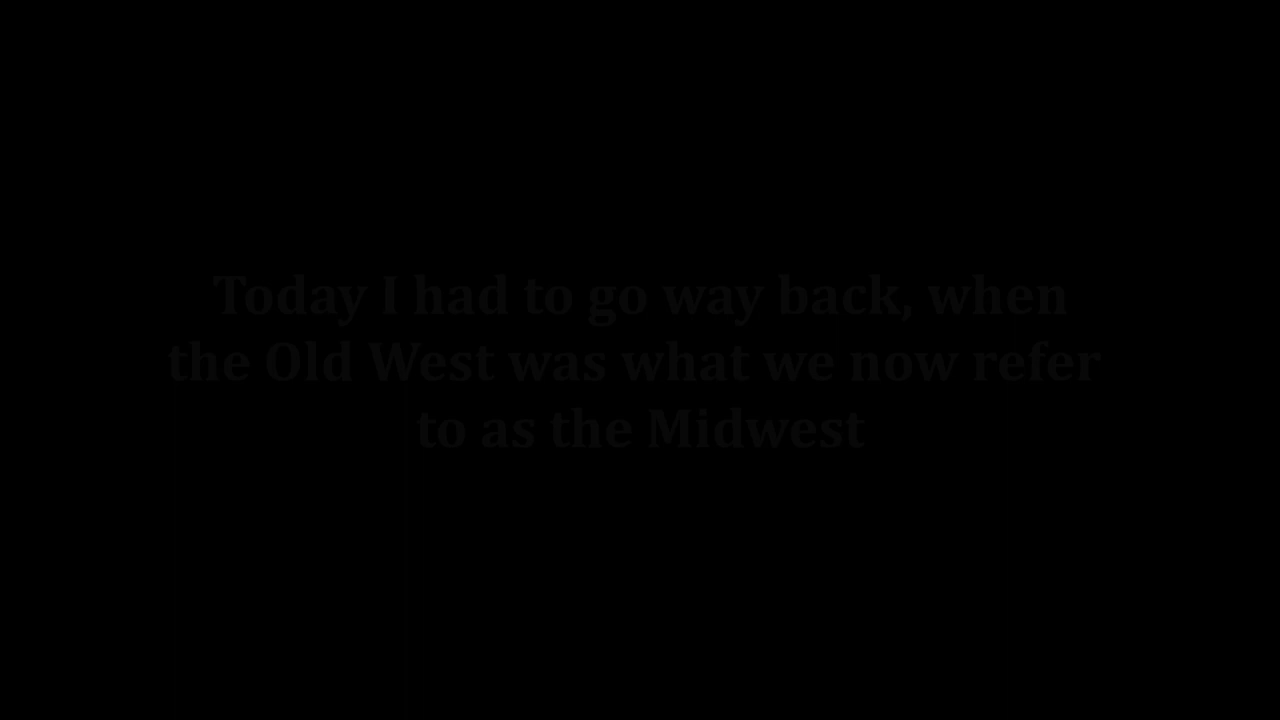 Today I had to go way back, when
the Old West was what we now refer
to as the Midwest